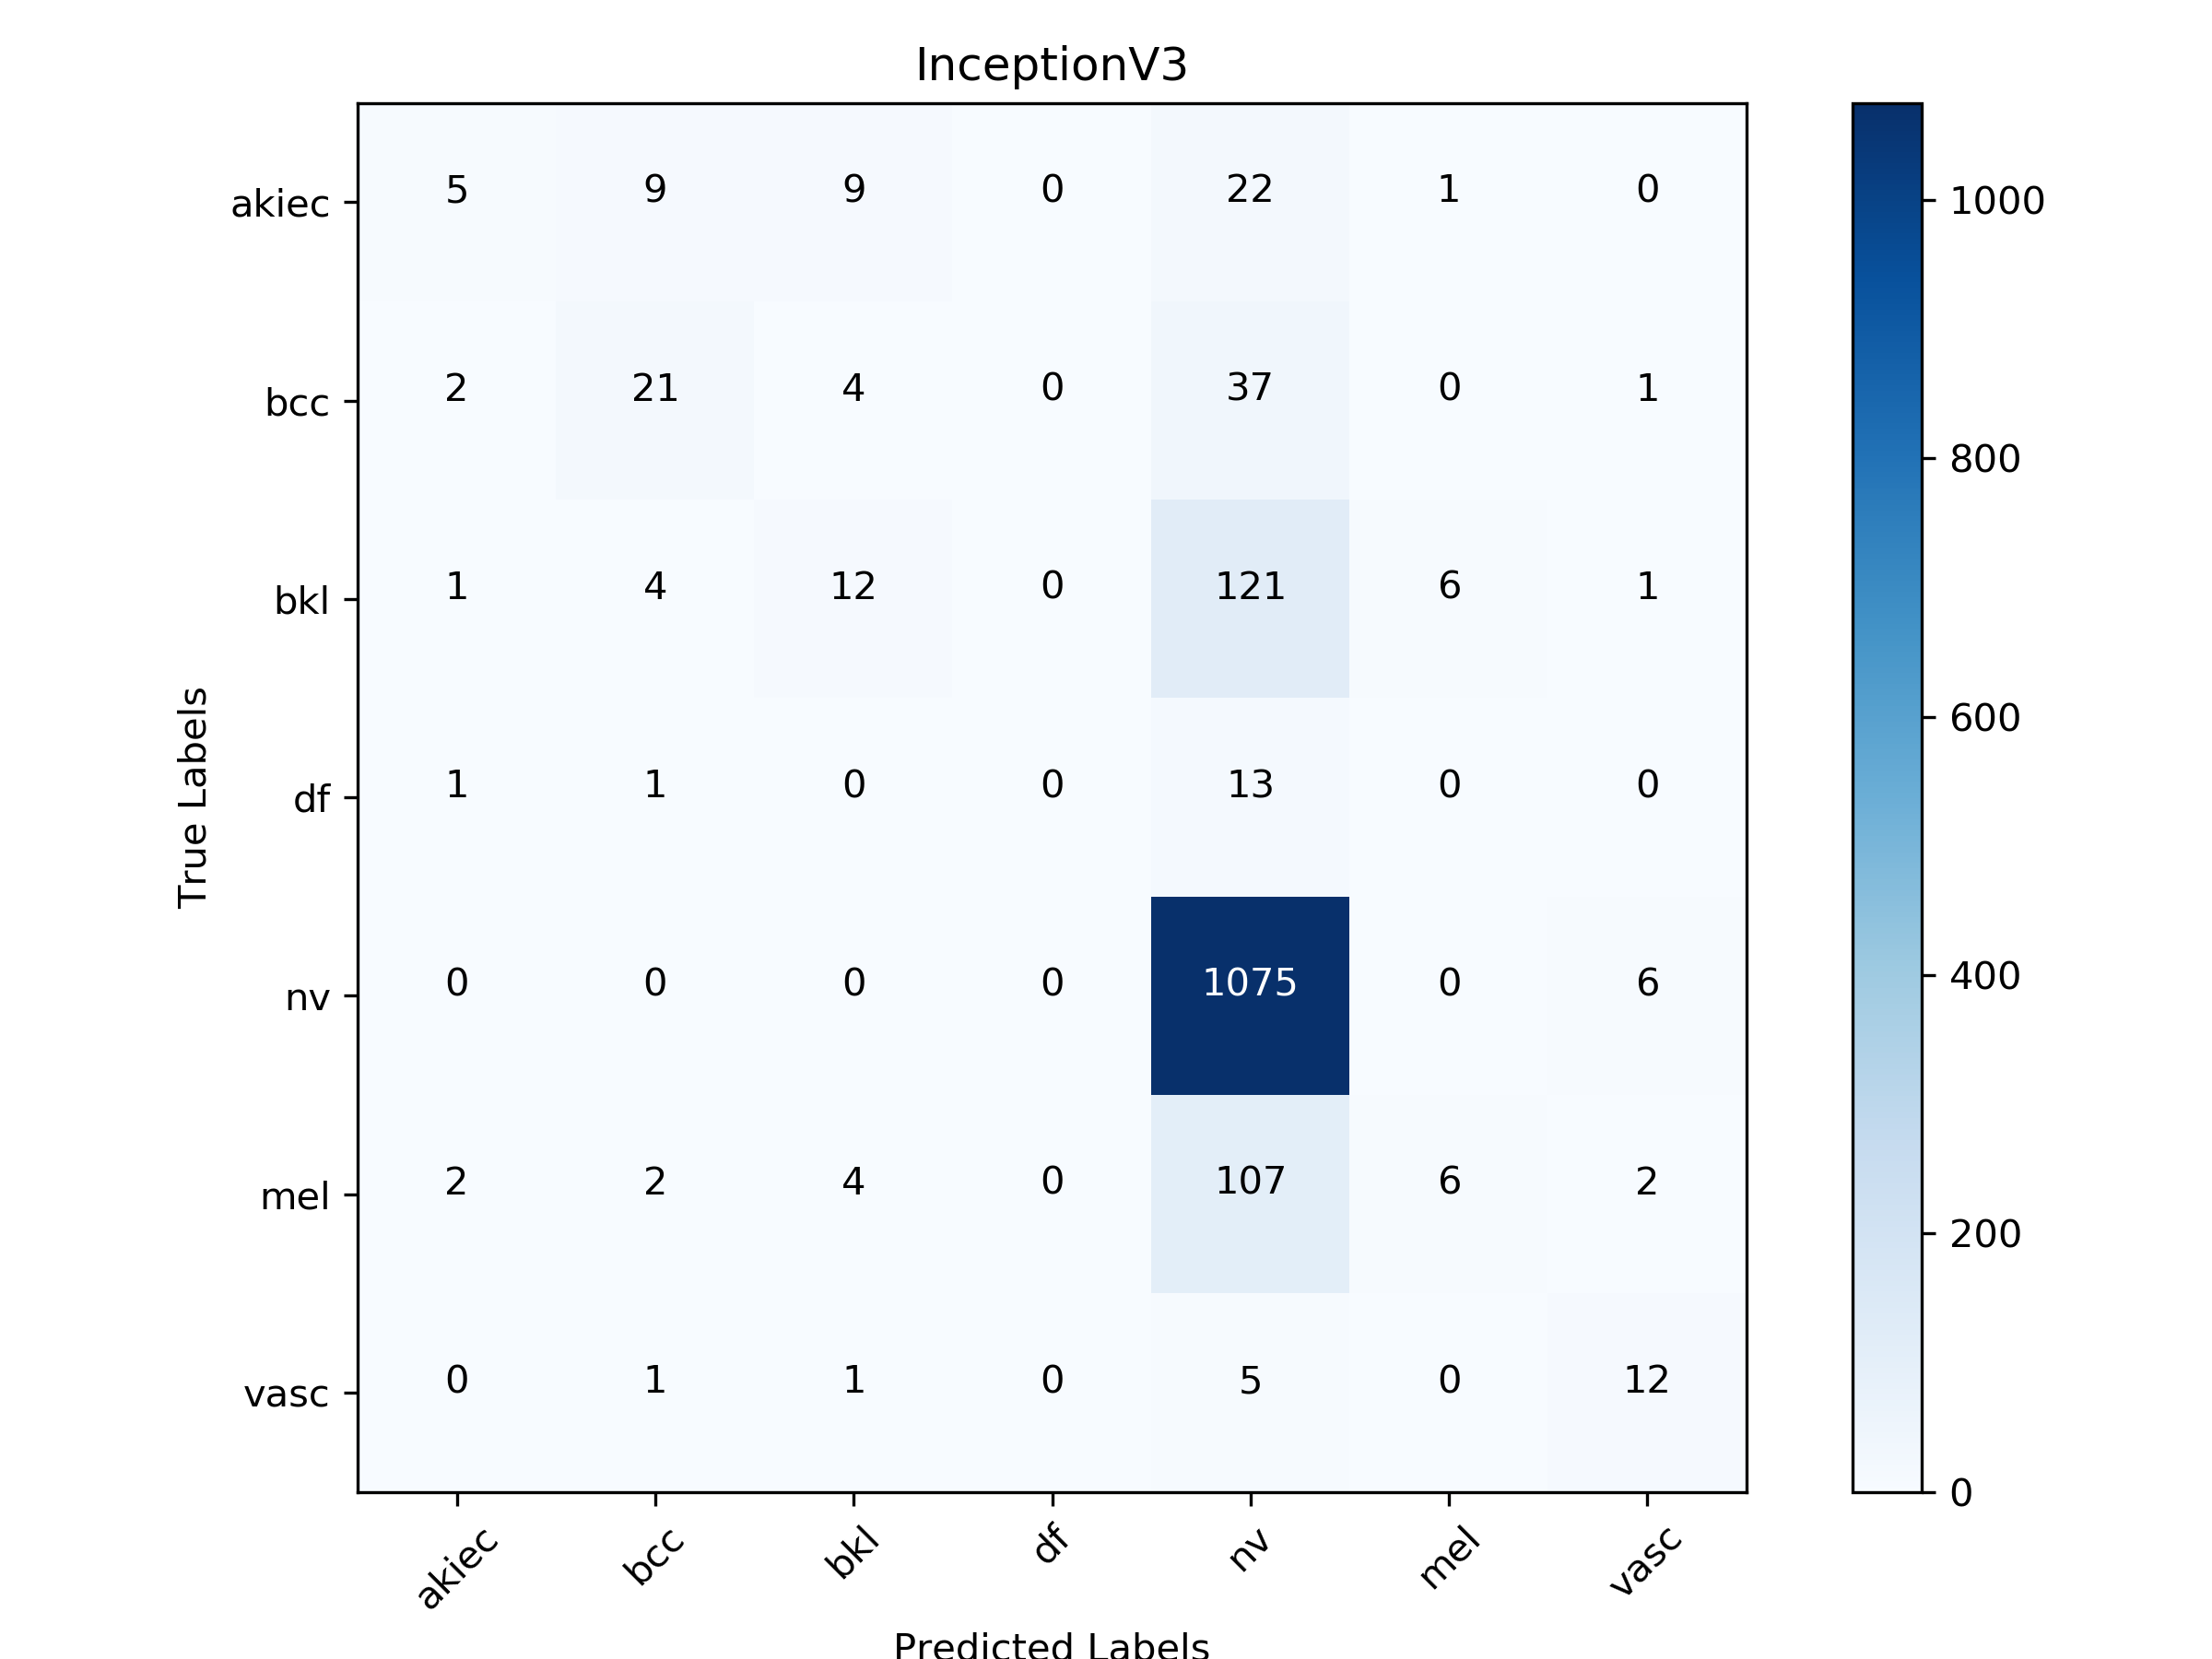 InceptionV3
akiec 5 9 9 0 22 1 0
bcc 2 21 4 0 37 0 1
bkl 1 4 12 0 121 6 1
df 1 1 0 0 13 0 0
nv 0 0 0 0 1075 0 6
mel 2 2 4 0 107 6 2
vasc 0 1 1 0 5 0 12
True Labels
akiec bcc bkl df nv mel vasc
Predicted Labels
1000
800
600
400
200
0